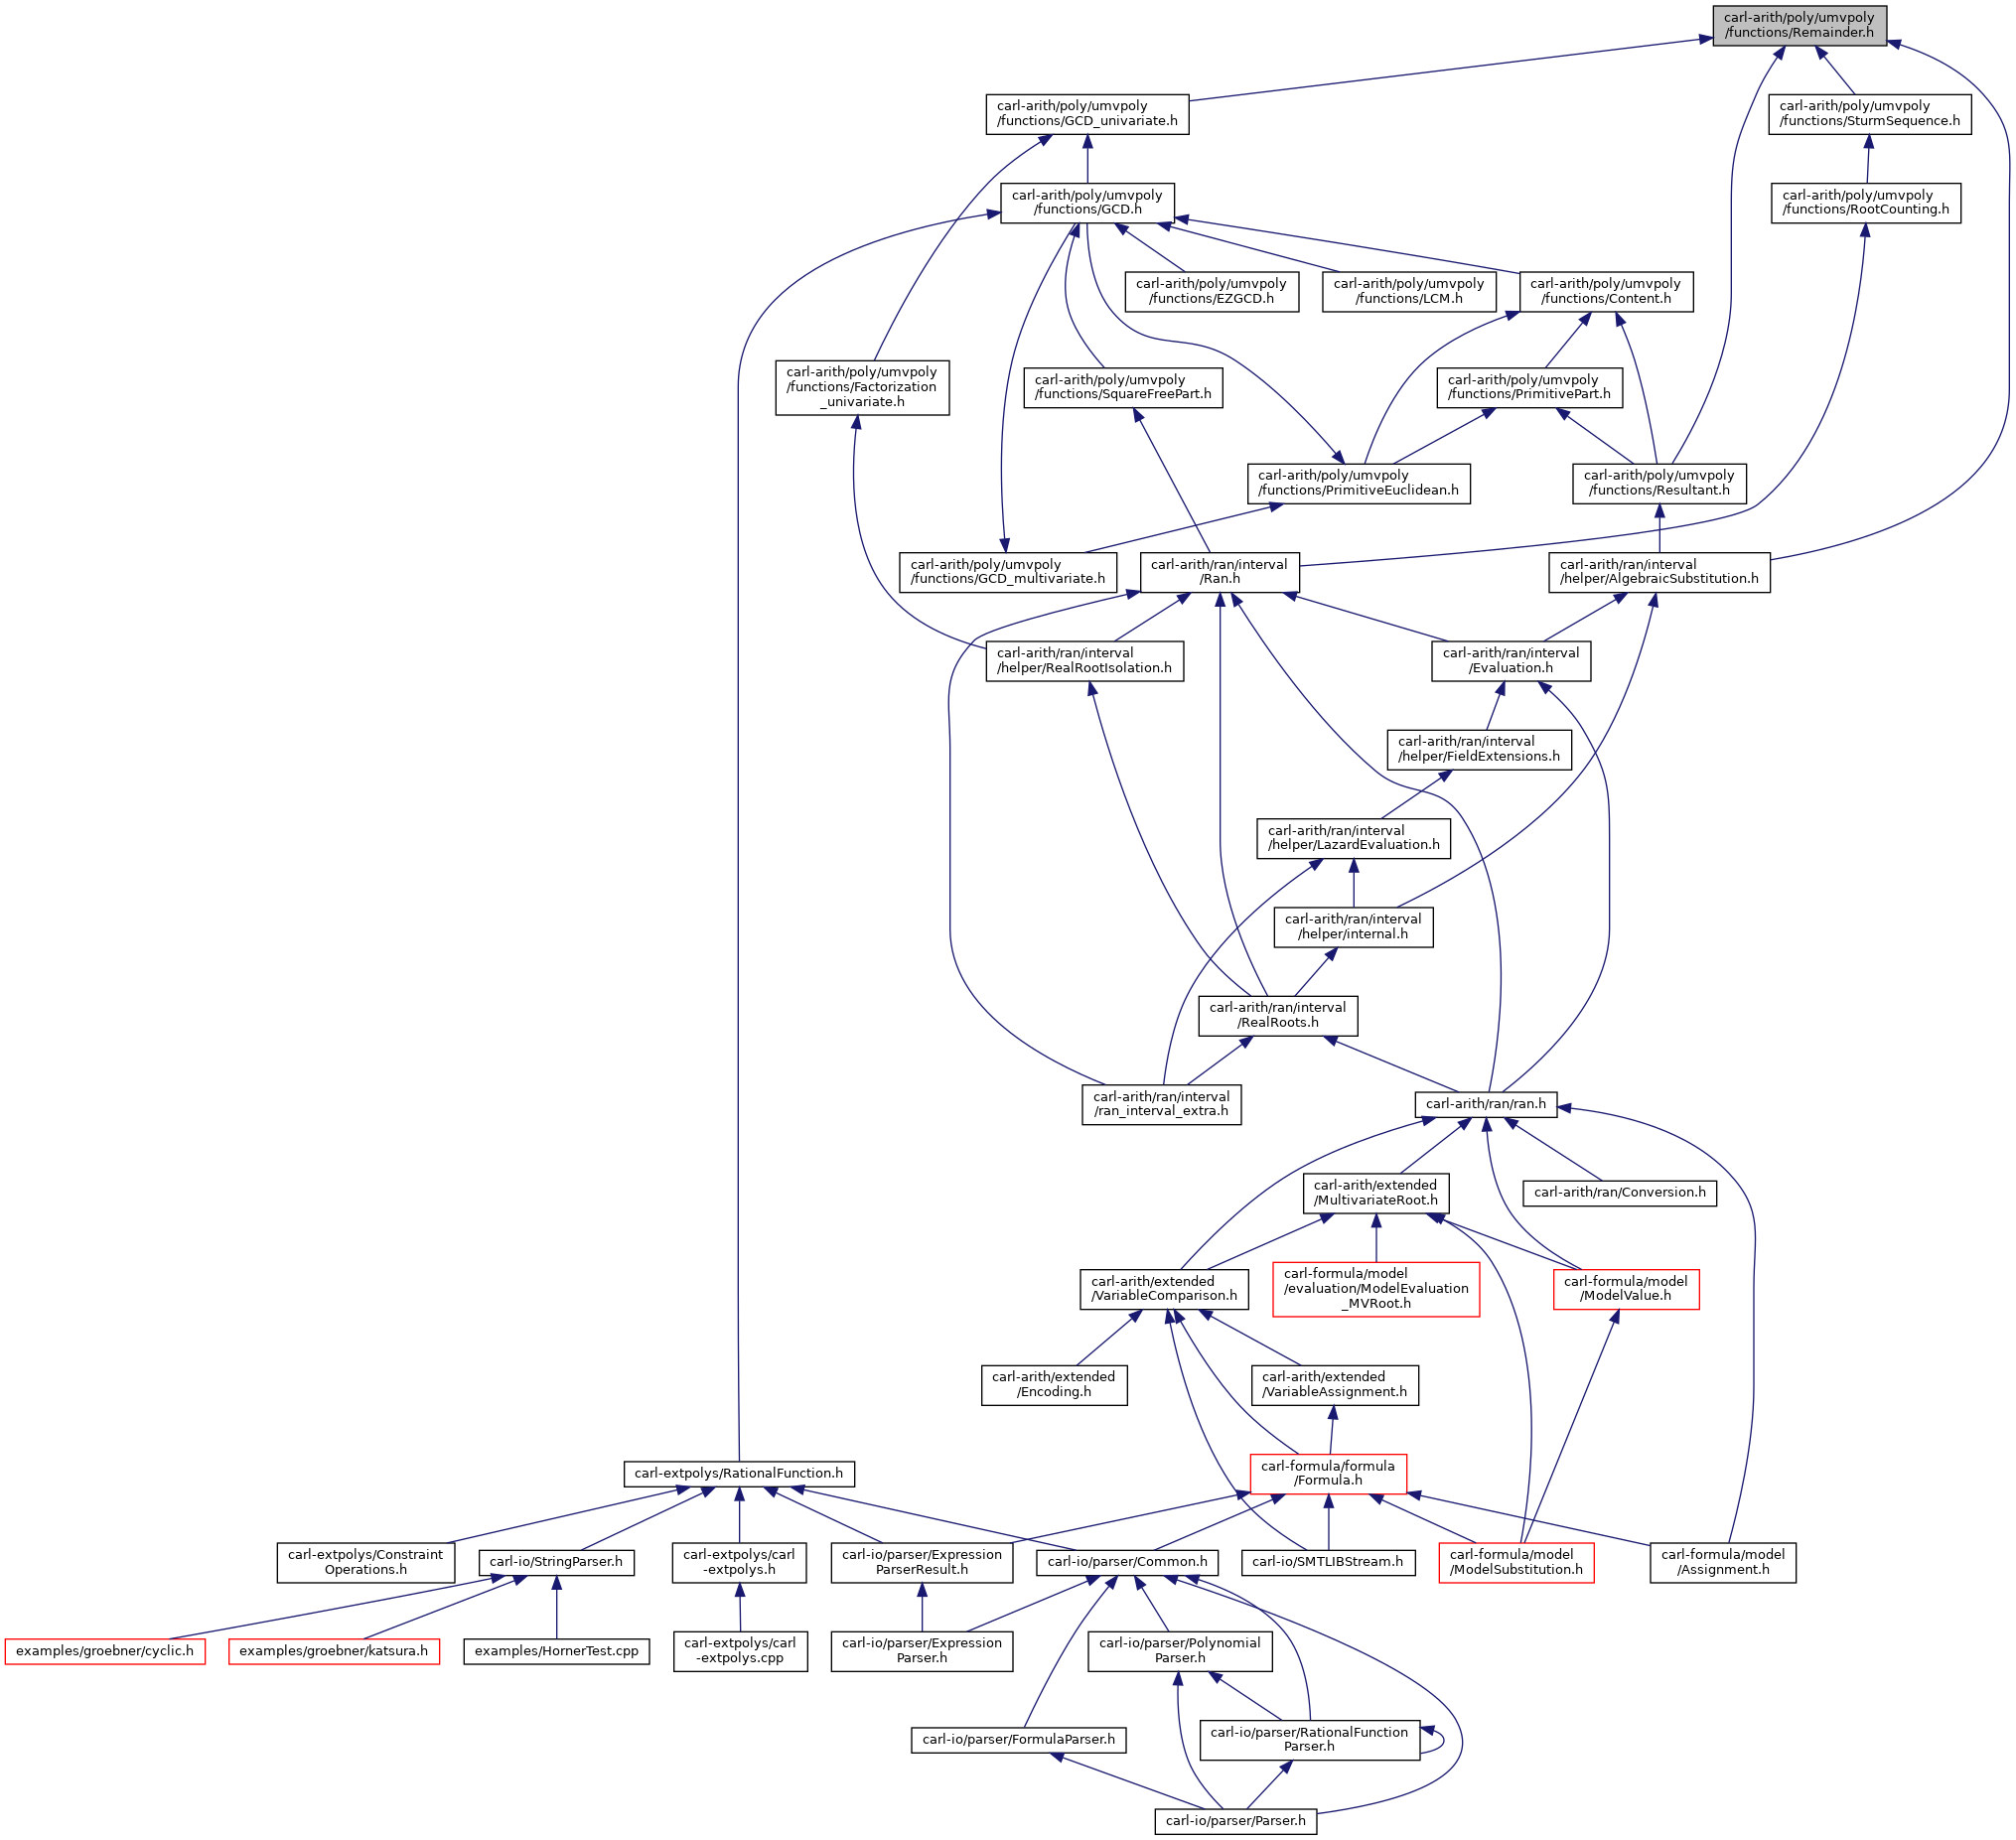 carl-arith/poly/umvpoly
/functions/Remainder.h
carl-arith/poly/umvpoly
/functions/GCD_univariate.h
carl-arith/poly/umvpoly
/functions/SturmSequence.h
carl-arith/poly/umvpoly
/functions/GCD.h
carl-arith/poly/umvpoly
/functions/RootCounting.h
carl-arith/poly/umvpoly
/functions/EZGCD.h
carl-arith/poly/umvpoly
/functions/LCM.h
carl-arith/poly/umvpoly
/functions/Content.h
carl-arith/poly/umvpoly
/functions/Factorization
_univariate.h
carl-arith/poly/umvpoly
/functions/SquareFreePart.h
carl-arith/poly/umvpoly
/functions/PrimitivePart.h
carl-arith/poly/umvpoly
/functions/PrimitiveEuclidean.h
carl-arith/poly/umvpoly
/functions/Resultant.h
carl-arith/poly/umvpoly
/functions/GCD_multivariate.h
carl-arith/ran/interval
/Ran.h
carl-arith/ran/interval
/helper/AlgebraicSubstitution.h
carl-arith/ran/interval
/helper/RealRootIsolation.h
carl-arith/ran/interval
/Evaluation.h
carl-arith/ran/interval
/helper/FieldExtensions.h
carl-arith/ran/interval
/helper/LazardEvaluation.h
carl-arith/ran/interval
/helper/internal.h
carl-arith/ran/interval
/RealRoots.h
carl-arith/ran/interval
/ran_interval_extra.h
carl-arith/ran/ran.h
carl-arith/extended
/MultivariateRoot.h
carl-arith/ran/Conversion.h
carl-arith/extended
/VariableComparison.h
carl-formula/model
/evaluation/ModelEvaluation
_MVRoot.h
carl-formula/model
/ModelValue.h
carl-arith/extended
/Encoding.h
carl-arith/extended
/VariableAssignment.h
carl-extpolys/RationalFunction.h
carl-formula/formula
/Formula.h
carl-extpolys/Constraint
Operations.h
carl-io/StringParser.h
carl-extpolys/carl
-extpolys.h
carl-io/parser/Expression
ParserResult.h
carl-io/parser/Common.h
carl-io/SMTLIBStream.h
carl-formula/model
/ModelSubstitution.h
carl-formula/model
/Assignment.h
examples/groebner/cyclic.h
examples/groebner/katsura.h
examples/HornerTest.cpp
carl-extpolys/carl
-extpolys.cpp
carl-io/parser/Expression
Parser.h
carl-io/parser/Polynomial
Parser.h
carl-io/parser/FormulaParser.h
carl-io/parser/RationalFunction
Parser.h
carl-io/parser/Parser.h